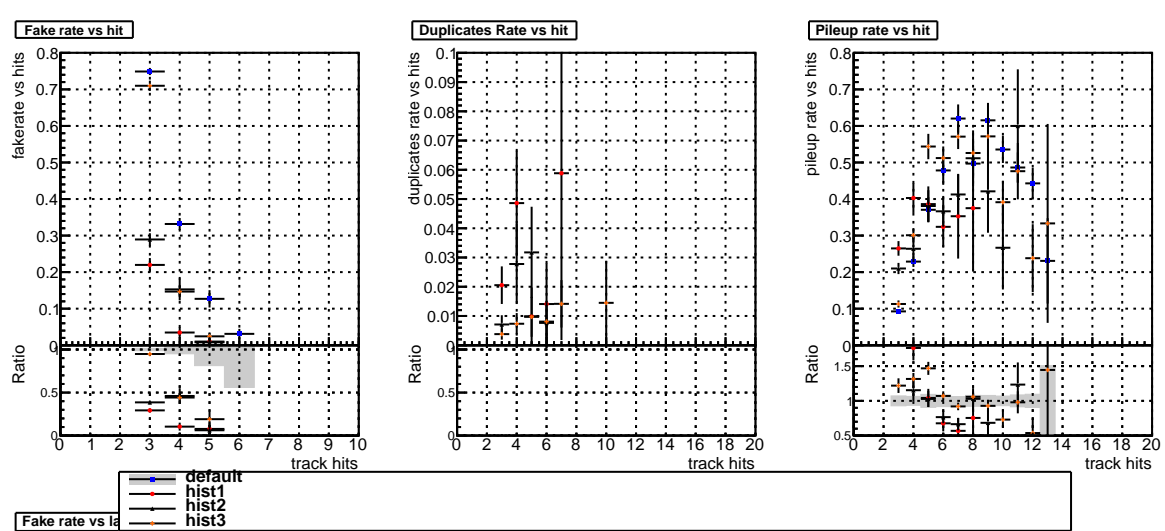 Fake rate vs hit
Duplicates Rate vs hit
Pileup rate vs hit
fakerate vs hits
0.8
0.7
0.6
0.5
0.4
0.3
0.2
0.1
0
duplicates rate vs hits
0.1
0.09
0.08
0.07
0.06
0.05
0.04
0.03
0.02
0.01
0
pileup rate vs hits
0.8
0.7
0.6
0.5
0.4
0.3
0.2
0.1
0
Ratio
1
0.5
0
0 1 2 3 4 5 6 7 8 9 10
track hits
Ratio
1
0.5
0
0 2 4 6 8 10 12 14 16 18 20
track hits
Ratio
1.5
1
0.5
0 2 4 6 8 10 12 14 16 18 20
track hits
default
hist1
hist2
hist3
Fake rate vs la